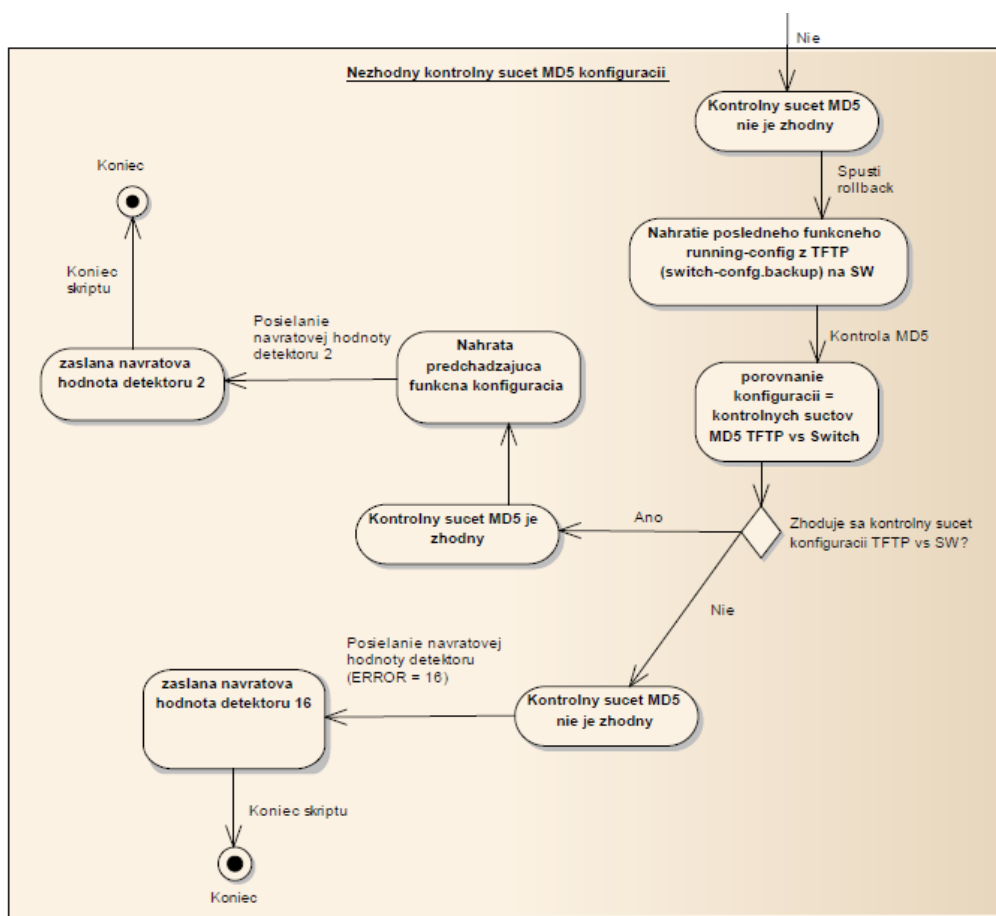 Nie
Nezhodny kontrolny sucet MD5 konfiguracii
Kontrolny sucet MD5
nie je zhodny
Spusti
rollback
Nahratie posledneho funkcneho
running-config z TFTP
(switch-confg.backup) na SW
Kontrola MD5
porovnanie
konfiguracii =
kontrolnych suctov
MD5 TFTP vs Switch
Zhoduje sa kontrolny sucet
konfiguracii TFTP vs SW?
Ano
Kontrolny sucet MD5 je
zhodny
Nahrata
predchadzajuca
funkcna konfiguracia
Posielanie
navratovej hodnoty
detektoru 2
zaslana navratova
hodnota detektoru 2
Koniec
skriptu
Koniec
Nie
Kontrolny sucet MD5
nie je zhodny
Posielanie navratovej
hodnoty detektoru
(ERROR = 16)
zaslana navratova
hodnota detektoru 16
Koniec skriptu
Koniec